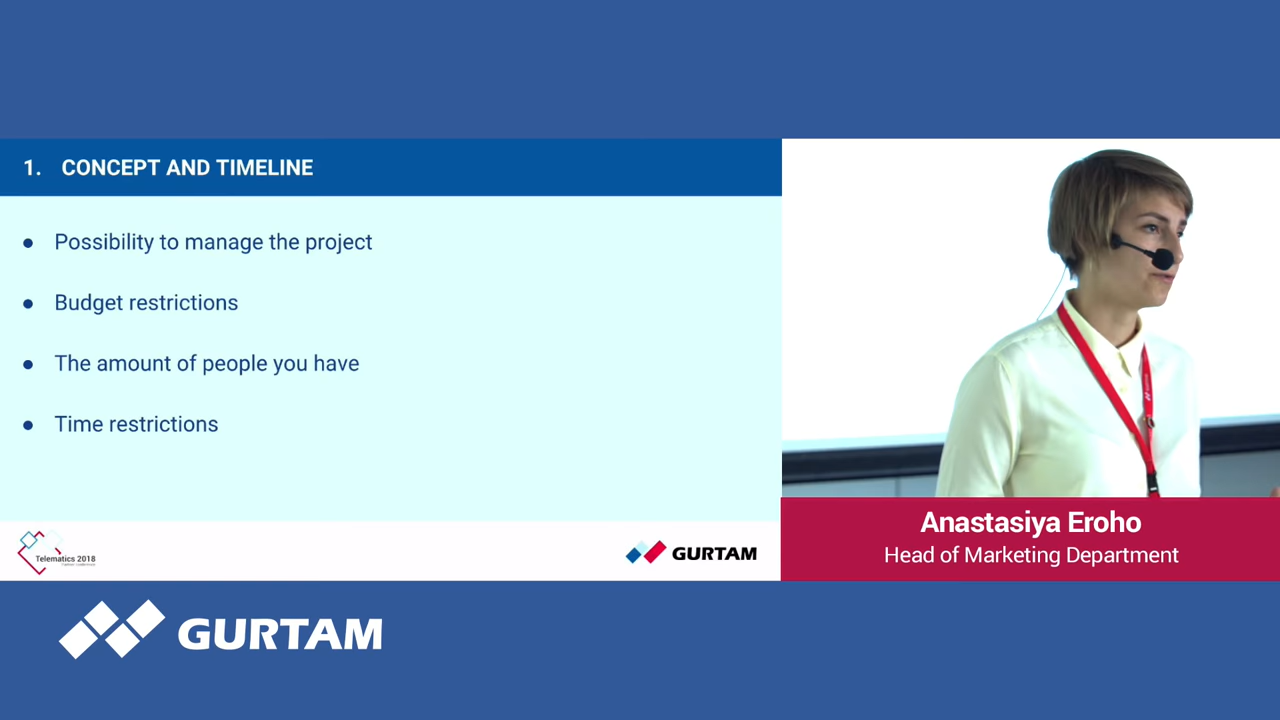 1. CONCEPT AND TIMELINE
● Possibility to manage the project
● Budget restrictions
● The amount of people you have
● Time restrictions
Telematics 2018
GURTAM
Anastasiya Eroho
Head of Marketing Department
GURTAM